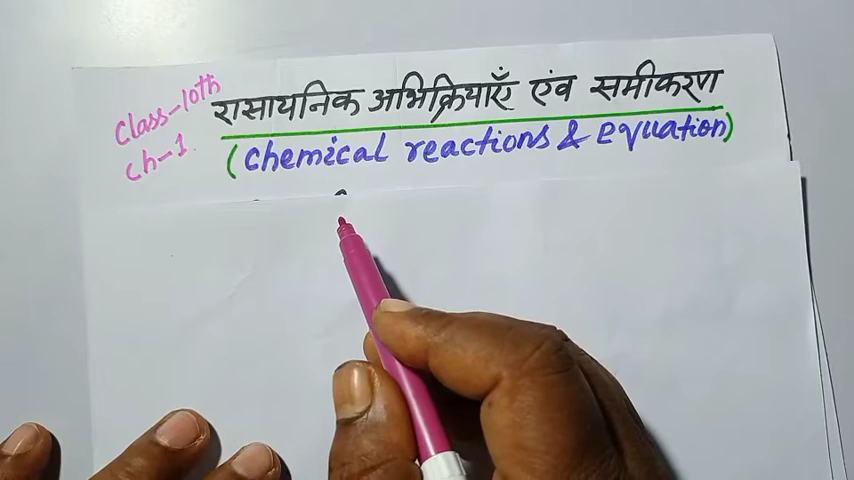 Class-10th
ch-1
रासायनिक अभिक्रियाएँ एंव समीकरण
(chemical reactions & equation)